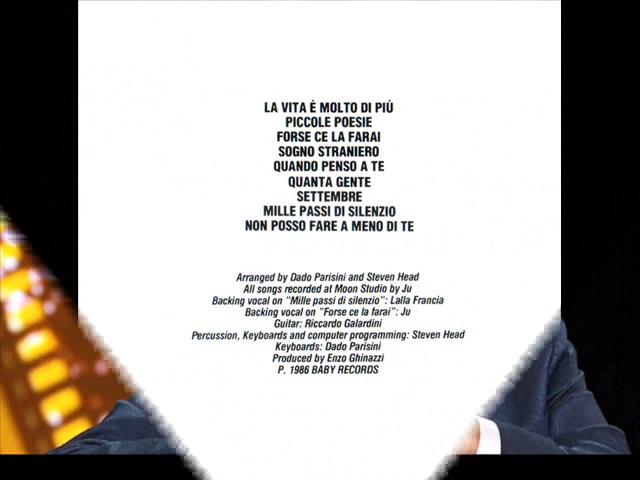 LA VITA È MOLTO DI PIÙ
PICCOLE POESIE
FORSE CE LA FARAI
SOGNO STRANIERO
QUANDO PENSO A TE
QUANTA GENTE
SETTEMBRE
MILLE PASSI DI SILENZIO
NON POSSO FARE A MENO DI TE
Arranged by Dado Parisini and Steven Head
All songs recorded at Moon Studio by Ju
Backing vocal on "Mille passi di silenzio": Lalla Francia
Backing vocal on "Forse ce la farai": Ju
Guitar: Riccardo Galardini
Percussion, Keyboards and computer programming: Steven Head
Keyboards: Dado Parisini
Produced by Enzo Ghinazzi
P. 1986 BABY RECORDS